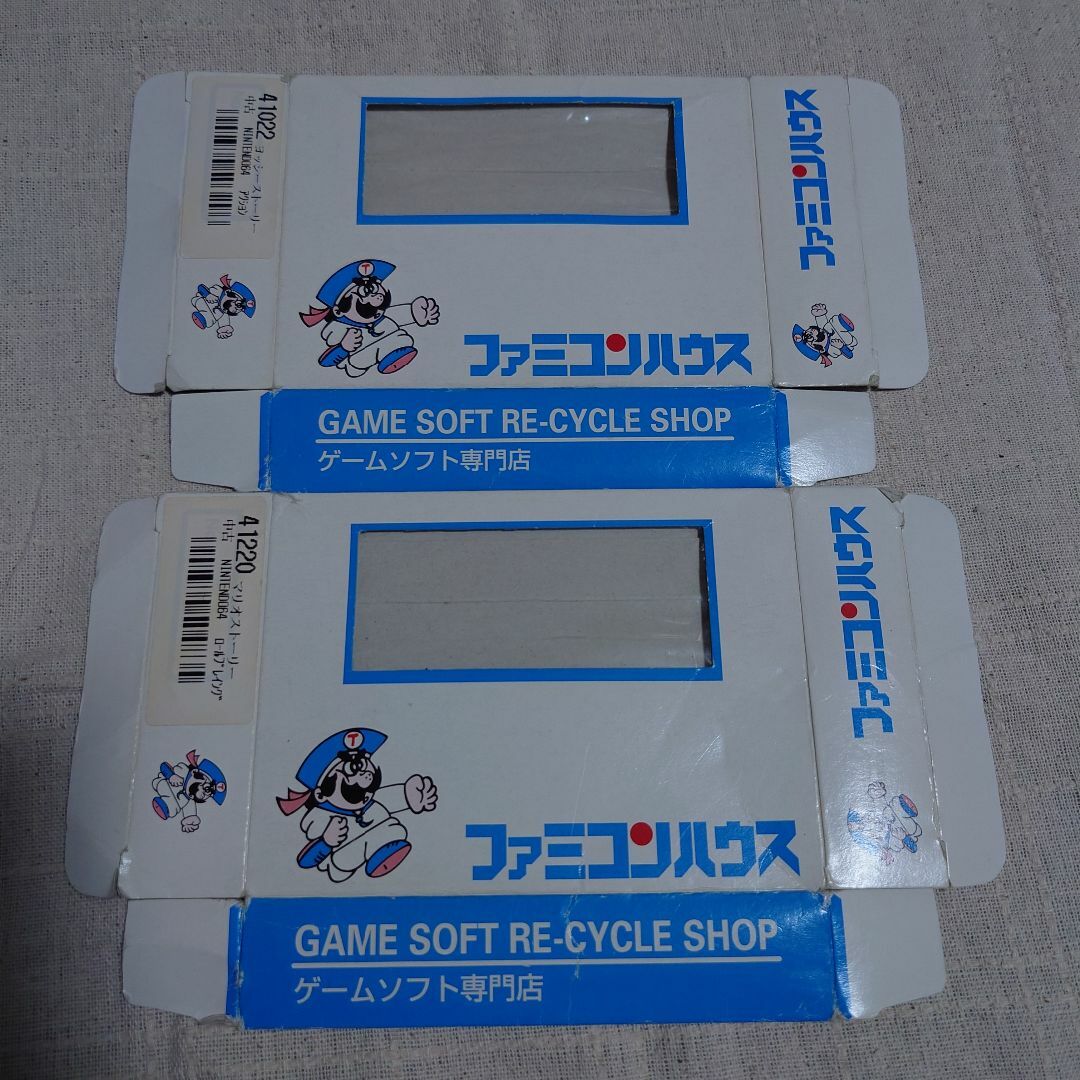 41022 ヨッシーストーリー
中古 NINTENDO64 アクション
T
ファミコンハウス
T
ファミコンハウス
GAME SOFT RE-CYCLE SHOP
ゲームソフト専門店
41220 マリオストーリー
中古 NINTENDO64 ロールプレイング
T
ファミコンハウス
ファミコンハウス
GAME SOFT RE-CYCLE SHOP
ゲームソフト専門店